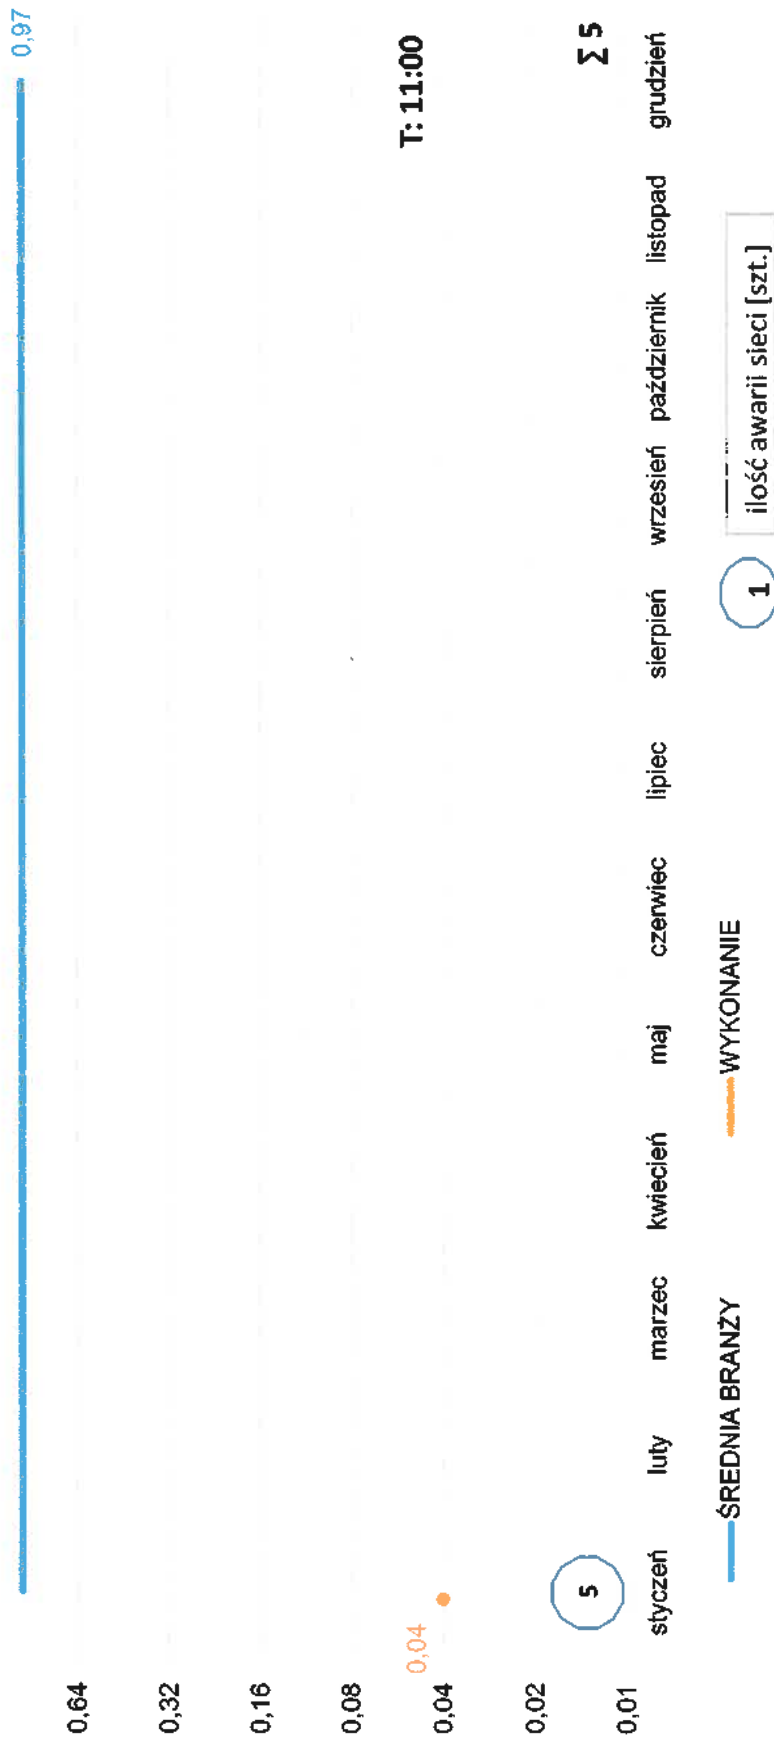 0,97
0,64
0,32
0,16
0,08
0,04
0,02
0,01
0,04
T: 11:00
5
Σ 5
styczeń luty marzec kwiecień maj czerwiec lipiec sierpień wrzesień październik listopad grudzień
ŚREDNIA BRANŻY WYKONANIE
1 ilość awarii sieci [szt.]